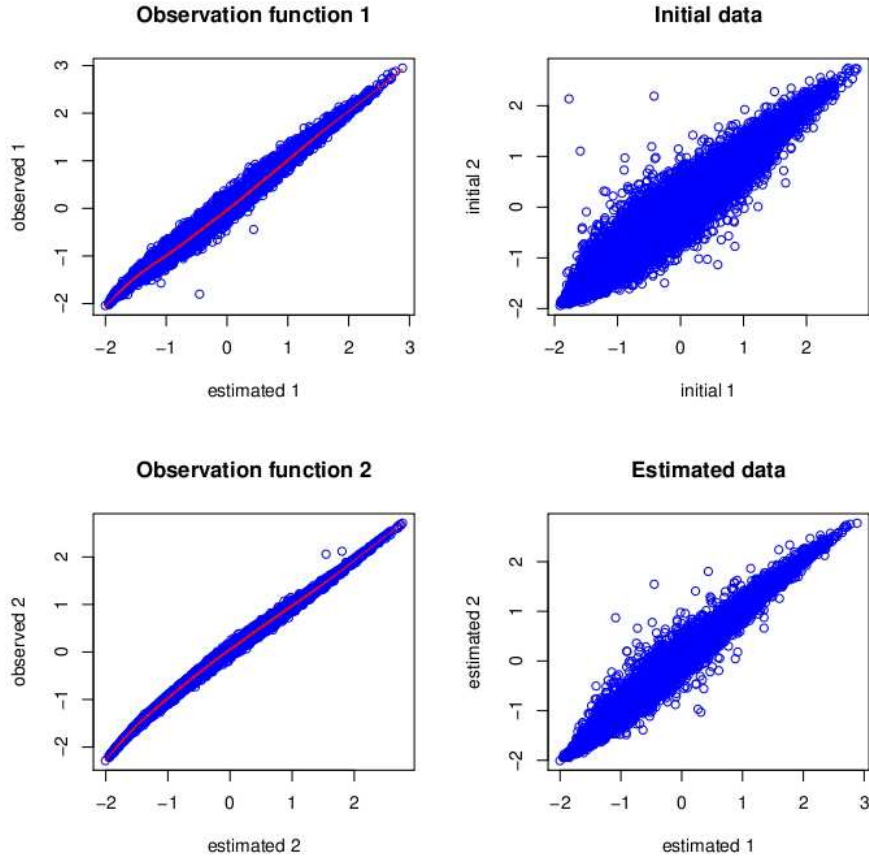 Observation function 1
3
2
1
0
−1
−2
observed 1
−2 −1 0 1 2 3
estimated 1
Initial data
2
1
0
−1
−2
initial 2
−2 −1 0 1 2
initial 1
Observation function 2
2
1
0
−1
−2
observed 2
−2 −1 0 1 2
estimated 2
Estimated data
2
1
0
−1
−2
estimated 2
−2 −1 0 1 2 3
estimated 1